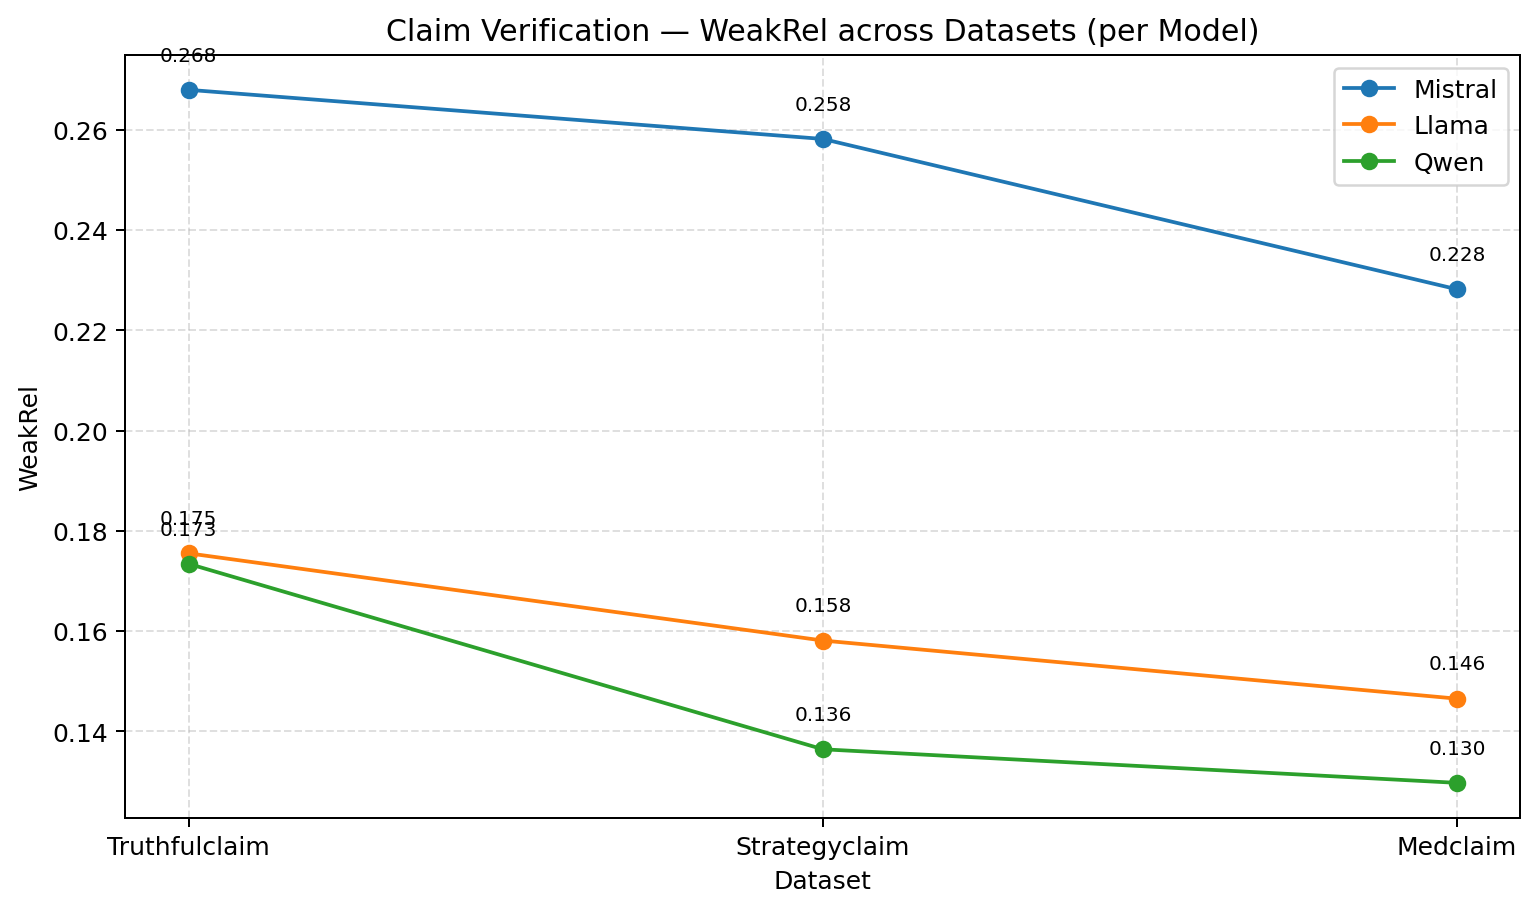 Claim Verification — WeakRel across Datasets (per Model)
0.268
0.258
0.228
0.175
0.173
0.158
0.146
0.136
0.130
Mistral
Llama
Qwen
0.26
0.24
0.22
0.20
0.18
0.16
0.14
WeakRel
Truthfulclaim
Strategyclaim
Medclaim
Dataset